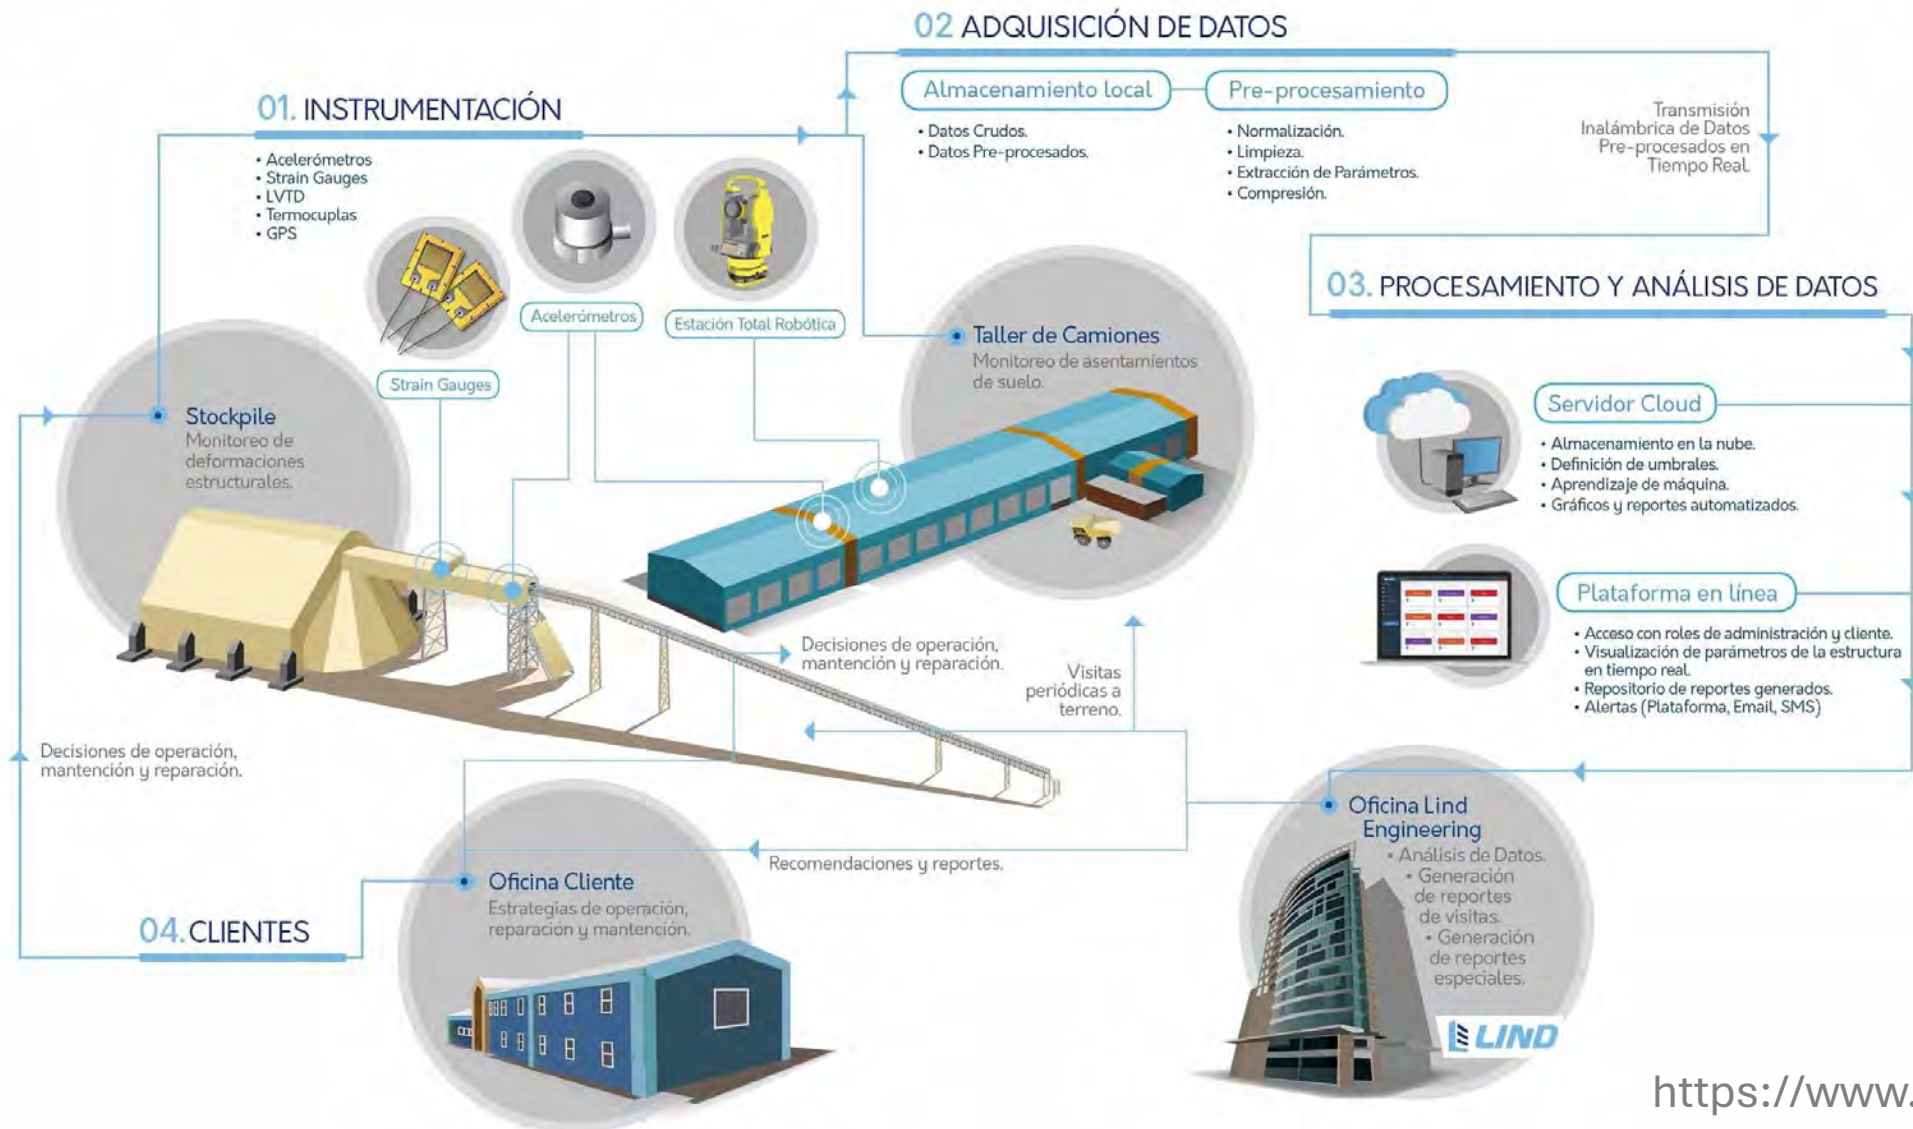 02 ADQUISICIÓN DE DATOS
Almacenamiento local
• Datos Crudos.
• Datos Pre-procesados.
Pre-procesamiento
• Normalización.
• Limpieza.
• Extracción de Parámetros.
• Compresión.
Transmisión
Inalámbrica de Datos
Pre-procesados en
Tiempo Real.
01. INSTRUMENTACIÓN
• Acelerómetros
• Strain Gauges
• LVTD
• Termocuplas
• GPS
Strain Gauges
Acelerómetros
Estación Total Robótica
Taller de Camiones
Monitoreo de asentamientos
de suelo.
Stockpile
Monitoreo de
deformaciones
estructurales.
03. PROCESAMIENTO Y ANÁLISIS DE DATOS
Servidor Cloud
• Almacenamiento en la nube.
• Definición de umbrales.
• Aprendizaje de máquina.
• Gráficos y reportes automatizados.
Plataforma en línea
• Acceso con roles de administración y cliente.
• Visualización de parámetros de la estructura
en tiempo real.
• Repositorio de reportes generados.
• Alertas (Plataforma, Email, SMS)
Decisiones de operación,
mantención y reparación.
Visitas
periódicas a
terreno.
Decisiones de operación,
mantención y reparación.
Recomendaciones y reportes.
Oficina Lind
Engineering
• Análisis de Datos.
• Generación
de reportes
de visitas.
• Generación
de reportes
especiales.
LIND
04. CLIENTES
Oficina Cliente
Estrategias de operación,
reparación y mantención.
https://www.